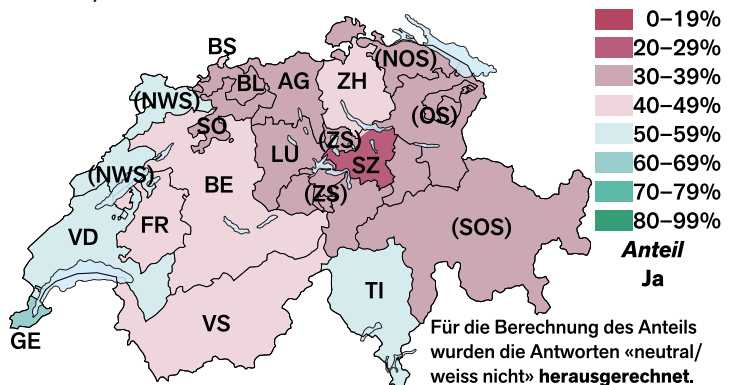 0–19%
20–29%
30–39%
40–49%
50–59%
60–69%
70–79%
80–99%
Anteil
Ja
BS
(NOS)
BL
AG
ZH
(NWS)
(OS)
SO
(ZS)
LU
SZ
(NWS)
BE
(ZS)
FR
(SOS)
VD
TI
VS
GE
Für die Berechnung des Anteils
wurden die Antworten «neutral/
weiss nicht» herausgerechnet.